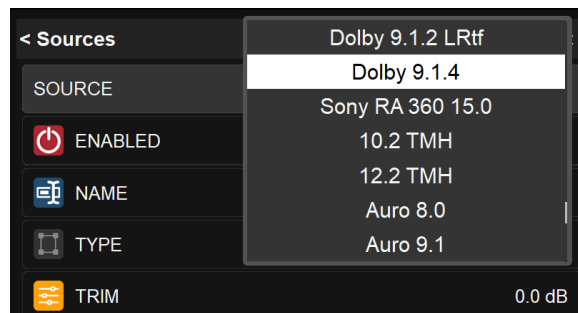 < Sources
SOURCE
ENABLED
NAME
TYPE
TRIM
0.0 dB
Dolby 9.1.2 LRtf
Dolby 9.1.4
Sony RA 360 15.0
10.2 TMH
12.2 TMH
Auro 8.0
Auro 9.1